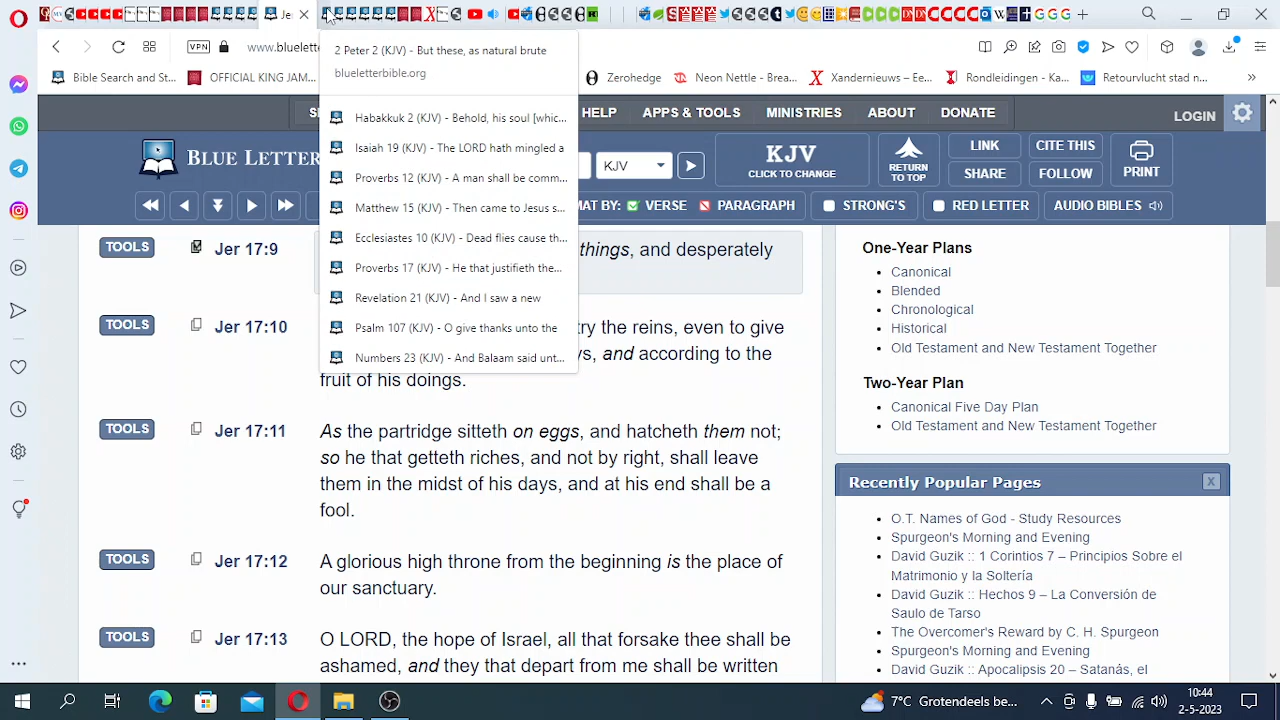 Je
VPN
www.bluelette
Bible Search and St...
OFFICIAL KING JAM...
Zerohedge
Neon Nettle - Brea...
Xandernieuws – Ee...
Rondleidingen - Ka...
Retourvlucht stad n...
2 Peter 2 (KJV) - But these, as natural brute
blueletterbible.org
Habakkuk 2 (KJV) - Behold, his soul [whic...
Isaiah 19 (KJV) - The LORD hath mingled a
Proverbs 12 (KJV) - A man shall be comm...
Matthew 15 (KJV) - Then came to Jesus s...
Ecclesiastes 10 (KJV) - Dead flies cause th...
Proverbs 17 (KJV) - He that justifieth the...
Revelation 21 (KJV) - And I saw a new
Psalm 107 (KJV) - O give thanks unto the
Numbers 23 (KJV) - And Balaam said unt...
HELP
APPS & TOOLS
MINISTRIES
ABOUT
DONATE
LOGIN
BLUE LETTER
KJV
KJV
CLICK TO CHANGE
RETURN
TO TOP
LINK
CITE THIS
SHARE
FOLLOW
PRINT
MAT BY:
VERSE
PARAGRAPH
STRONG'S
RED LETTER
AUDIO BIBLES
TOOLS
Jer 17:9
things, and desperately
TOOLS
Jer 17:10
try the reins, even to give
s, and according to the
fruit of his doings.
TOOLS
Jer 17:11
As the partridge sitteth on eggs, and hatcheth them not;
so he that getteth riches, and not by right, shall leave
them in the midst of his days, and at his end shall be a
fool.
TOOLS
Jer 17:12
A glorious high throne from the beginning is the place of
our sanctuary.
TOOLS
Jer 17:13
O LORD, the hope of Israel, all that forsake thee shall be
ashamed, and they that depart from me shall be written
One-Year Plans
Canonical
Blended
Chronological
Historical
Old Testament and New Testament Together
Two-Year Plan
Canonical Five Day Plan
Old Testament and New Testament Together
Recently Popular Pages
X
O.T. Names of God - Study Resources
Spurgeon's Morning and Evening
David Guzik :: 1 Corintios 7 – Principios Sobre el
Matrimonio y la Soltería
David Guzik :: Hechos 9 – La Conversión de
Saulo de Tarso
The Overcomer's Reward by C. H. Spurgeon
Spurgeon's Morning and Evening
David Guzik :: Apocalipsis 20 – Satanás, el
7°C Grotendeels be...
10:44
2-5-2023